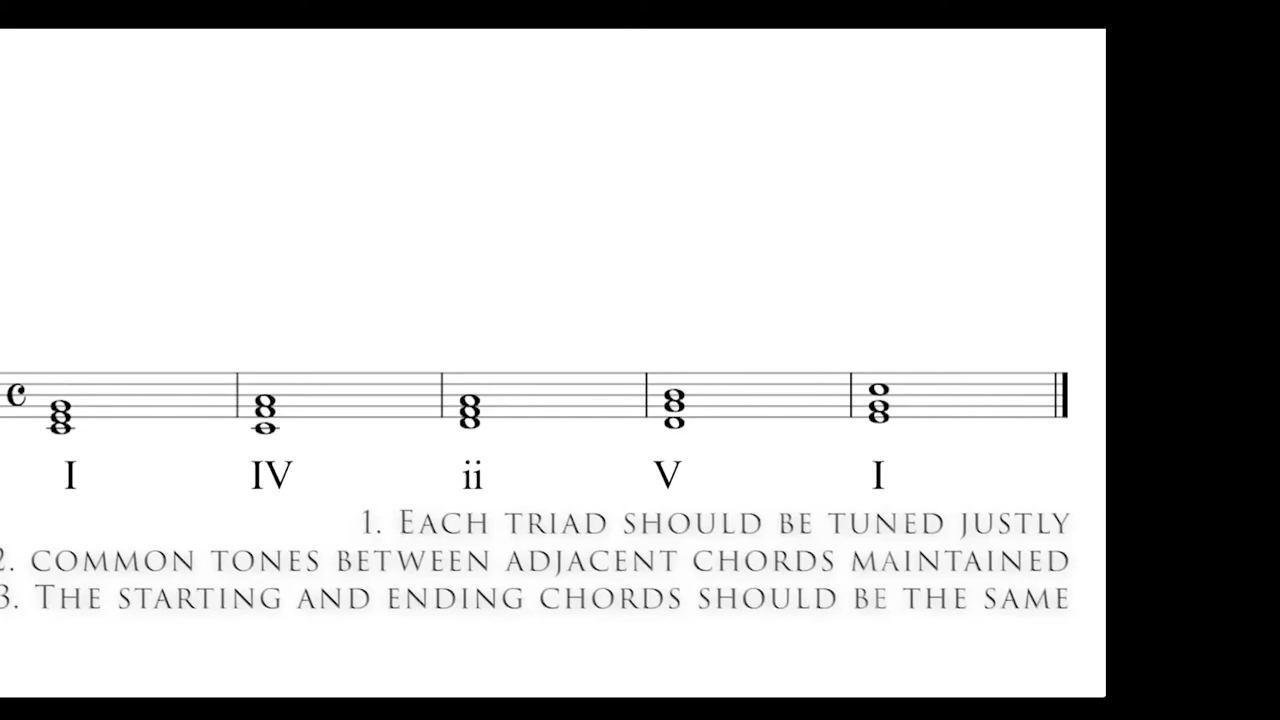 I IV ii V I
1. Each triad should be tuned justly
2. common tones between adjacent chords maintained
3. The starting and ending chords should be the same